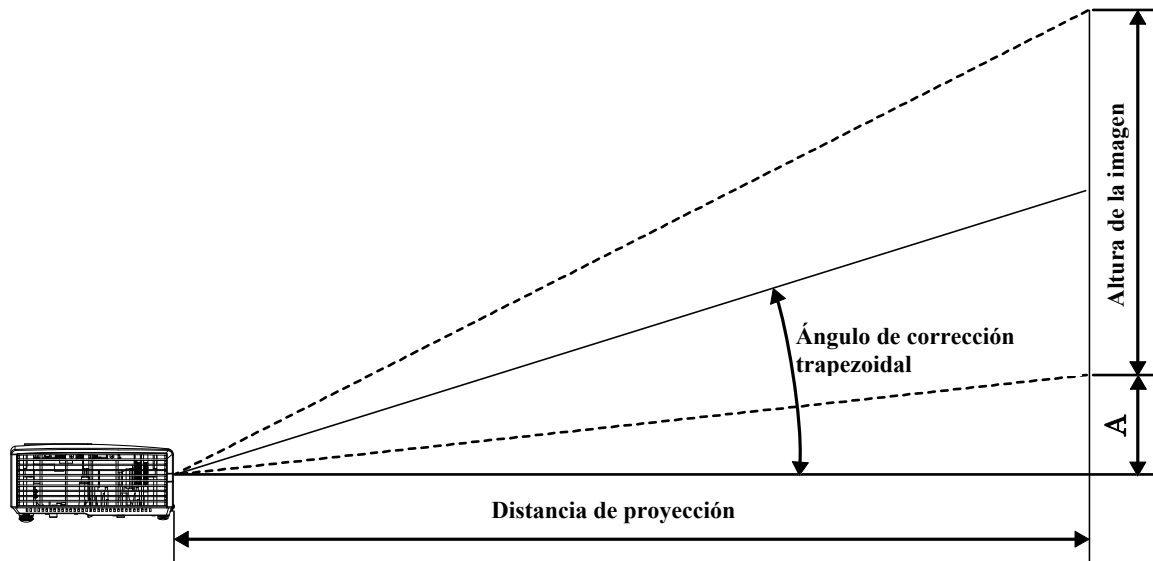 Altura de la imagen
Ángulo de corrección
trapezoidal
A
Distancia de proyección